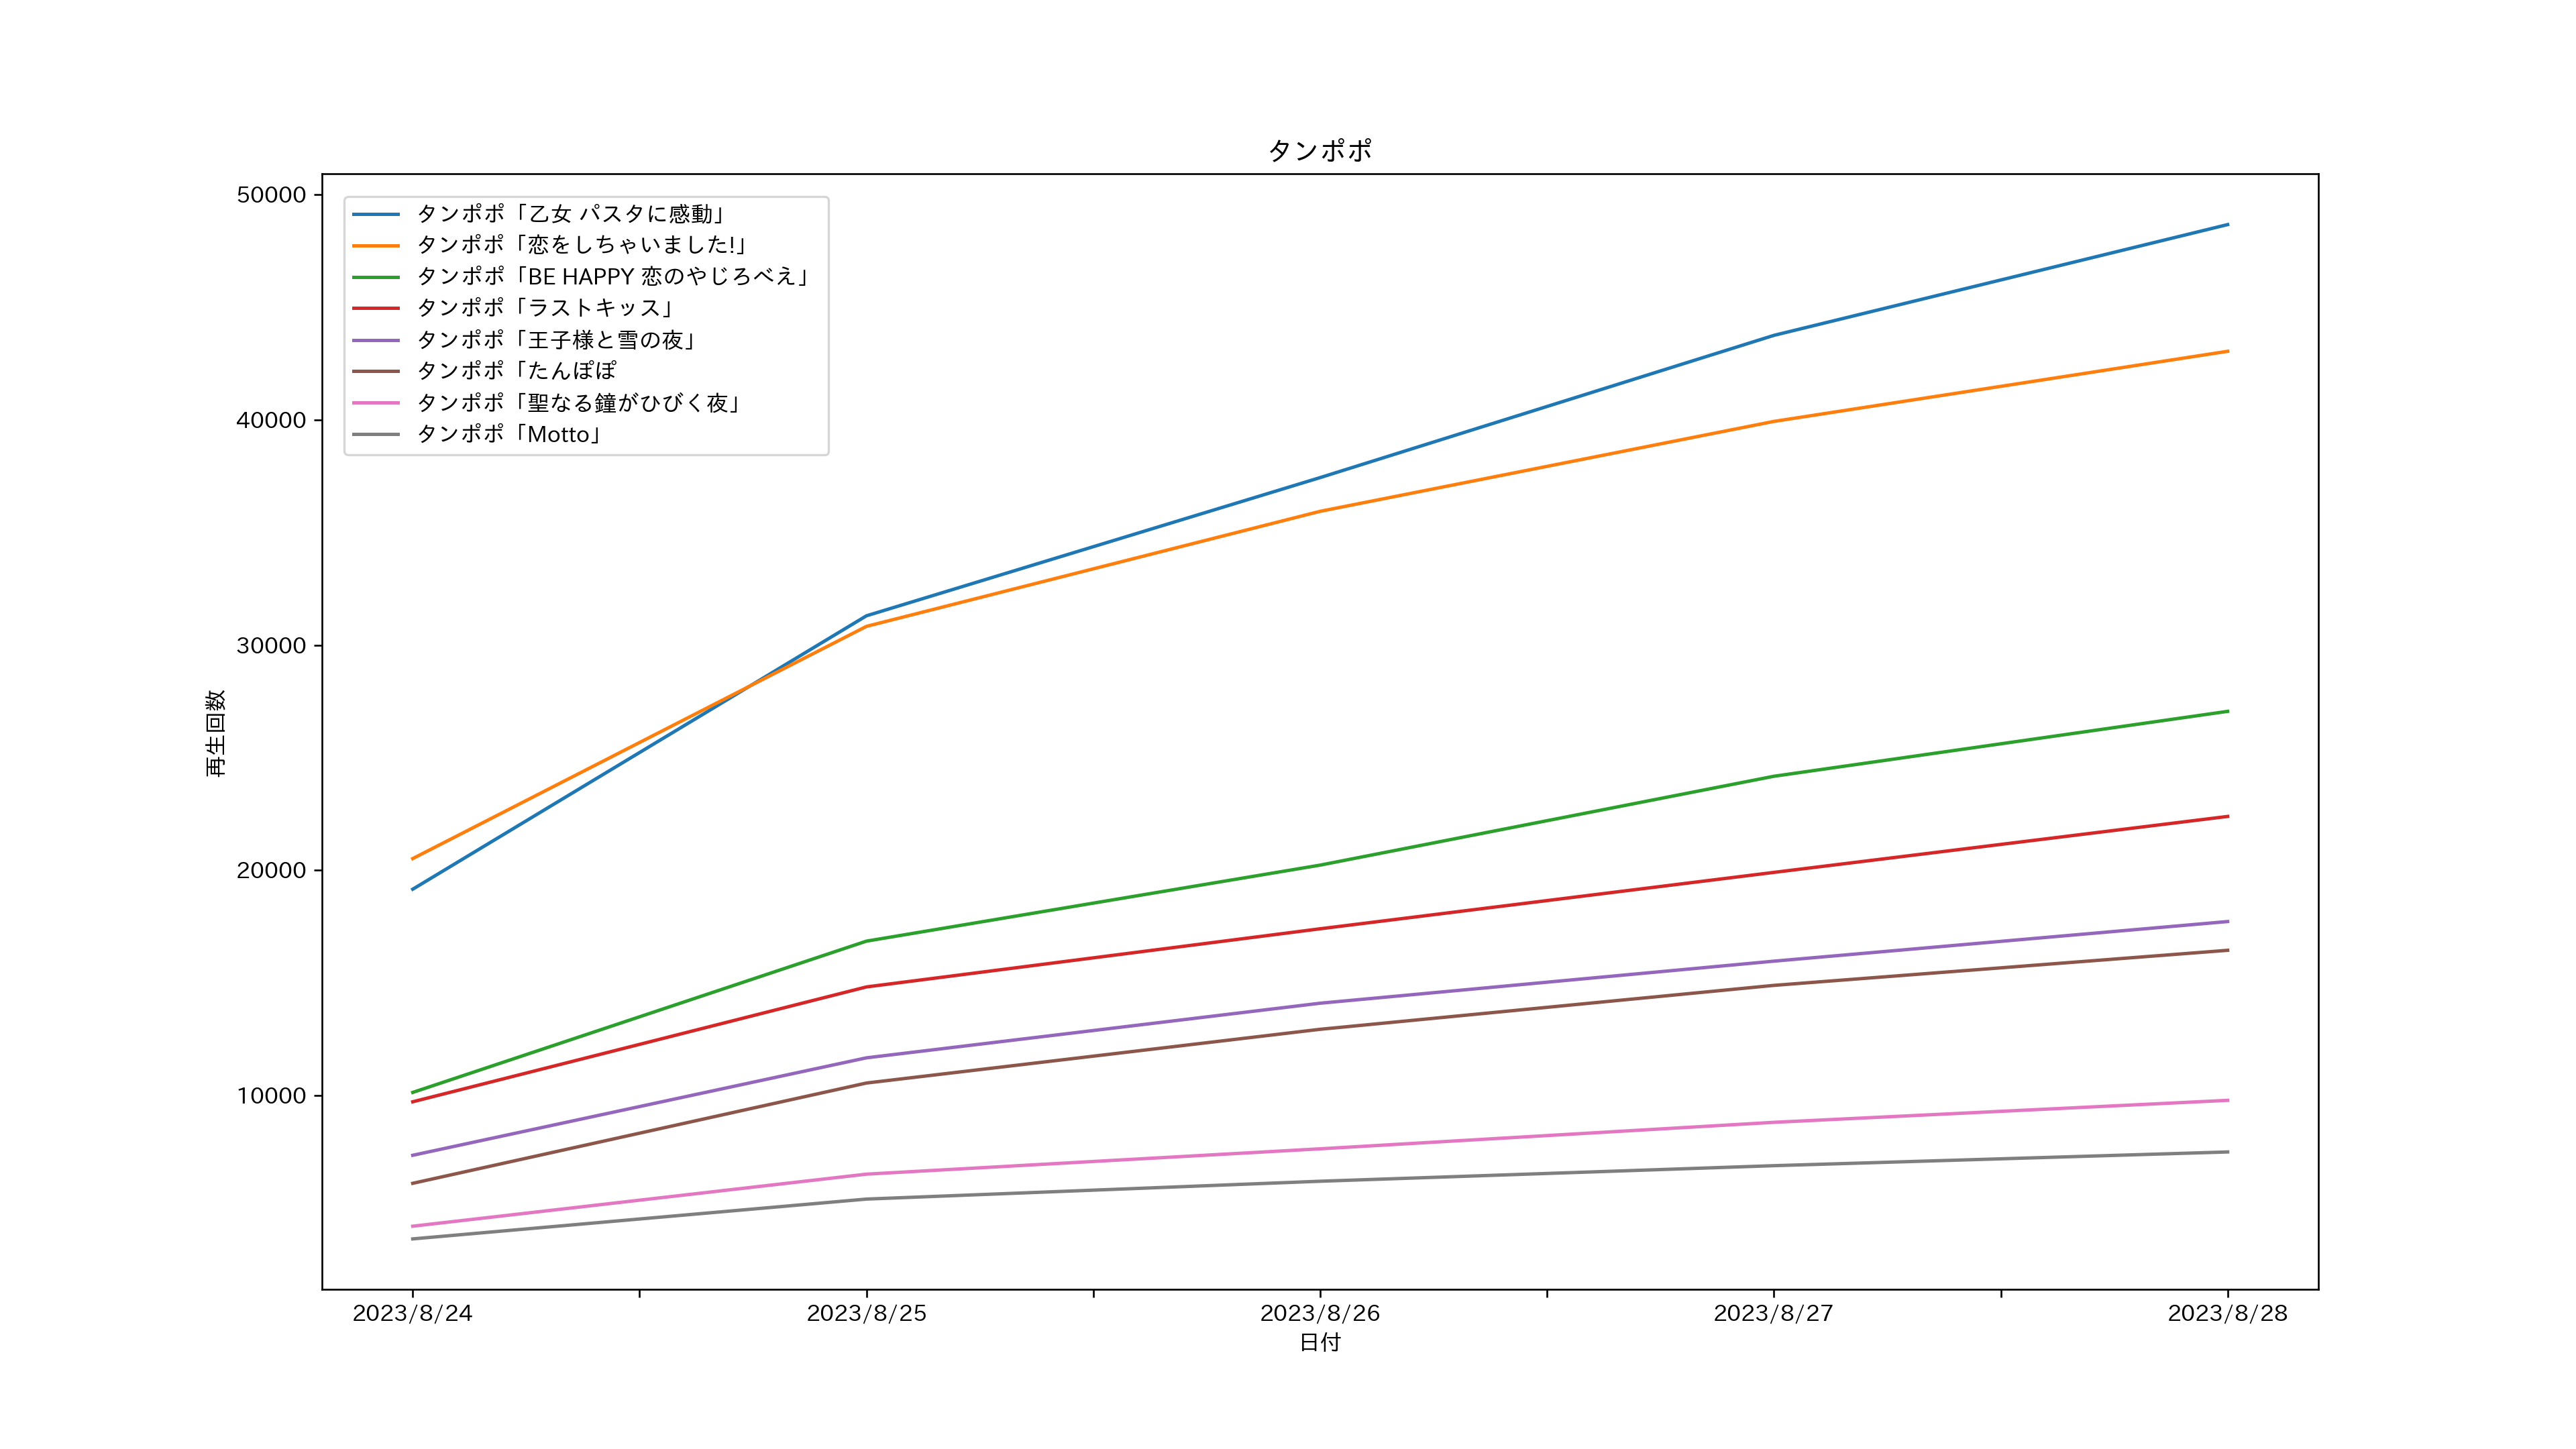 タンポポ
50000
40000
30000
20000
10000
再生回数
タンポポ「乙女 パスタに感動」
タンポポ「恋をしちゃいました!」
タンポポ「BE HAPPY 恋のやじろべえ」
タンポポ「ラストキッス」
タンポポ「王子様と雪の夜」
タンポポ「たんぽぽ
タンポポ「聖なる鐘がひびく夜」
タンポポ「Motto」
2023/8/24 2023/8/25 2023/8/26 2023/8/27 2023/8/28
日付